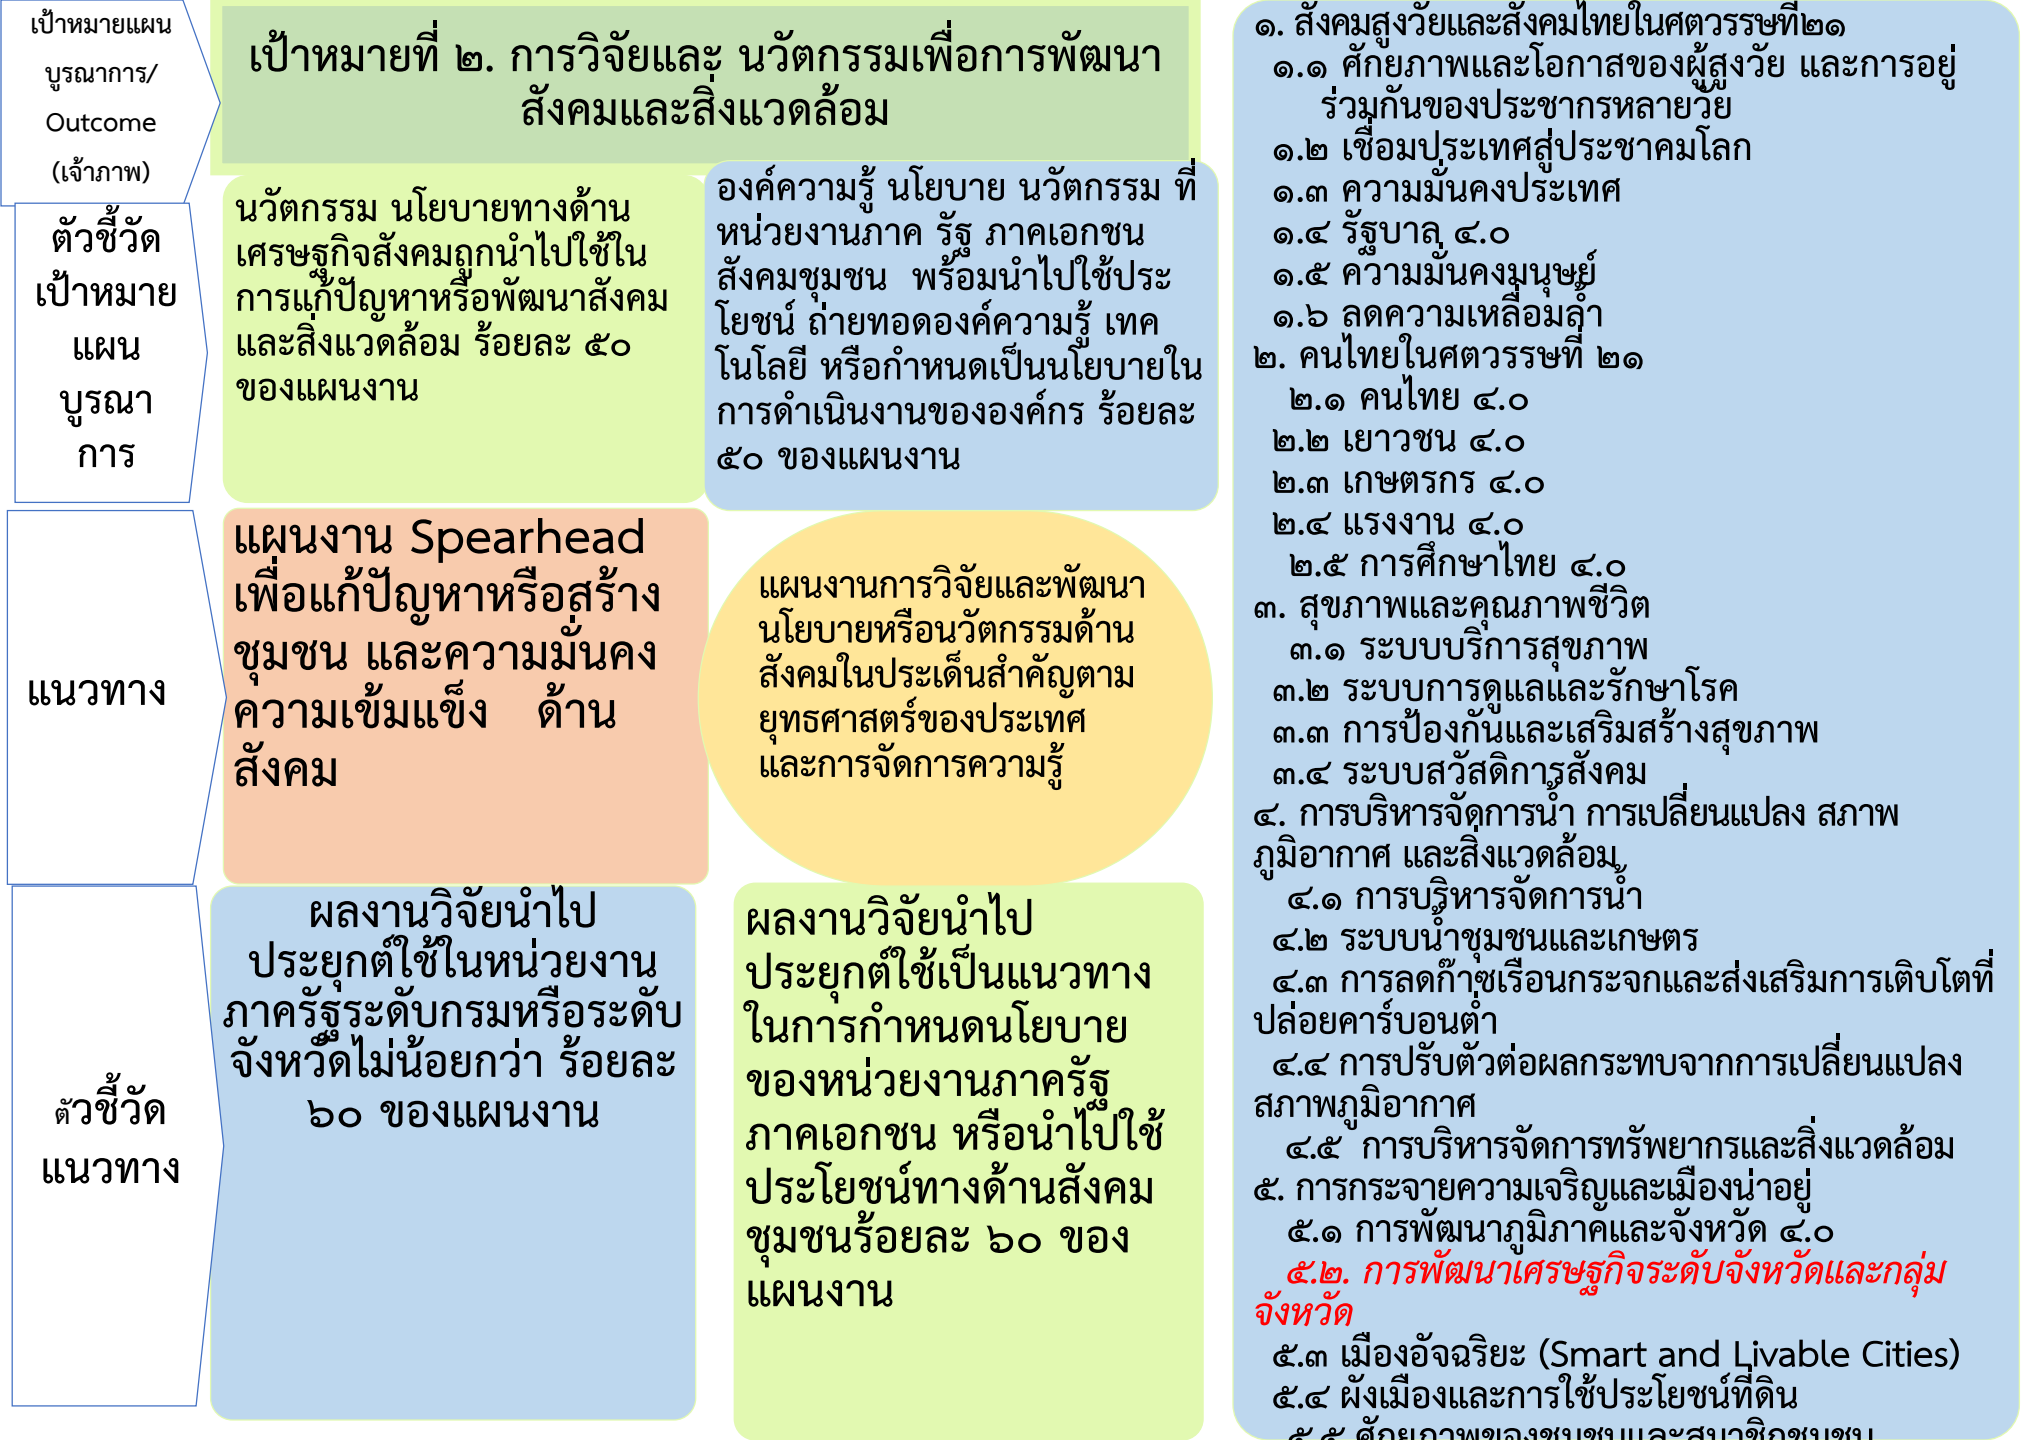 เป้าหมายแผน
บูรณาการ/
Outcome
(เจ้าภาพ)
เป้าหมายที่ ๒. การวิจัยและ นวัตกรรมเพื่อการพัฒนา
สังคมและสิ่งแวดล้อม
ตัวชี้วัด
เป้าหมาย
แผน
บูรณา
การ
นวัตกรรม นโยบายทางด้าน
เศรษฐกิจสังคมถูกนำไปใช้ใน
การแก้ปัญหาหรือพัฒนาสังคม
และสิ่งแวดล้อม ร้อยละ ๕๐
ของแผนงาน
องค์ความรู้ นโยบาย นวัตกรรม ที่
หน่วยงานภาค รัฐ ภาคเอกชน
สังคมชุมชน พร้อมนำไปใช้ประ
โยชน์ ถ่ายทอดองค์ความรู้ เทค
โนโลยี หรือกำหนดเป็นนโยบายใน
การดำเนินงานขององค์กร ร้อยละ
๕๐ ของแผนงาน
แนวทาง
แผนงาน Spearhead
เพื่อแก้ปัญหาหรือสร้าง
ชุมชน และความมั่นคง
ความเข้มแข็ง ด้าน
สังคม
แผนงานการวิจัยและพัฒนา
นโยบายหรือนวัตกรรมด้าน
สังคมในประเด็นสำคัญตาม
ยุทธศาสตร์ของประเทศ
และการจัดการความรู้
ตัวชี้วัด
แนวทาง
ผลงานวิจัยนำไป
ประยุกต์ใช้ในหน่วยงาน
ภาครัฐระดับกรมหรือระดับ
จังหวัดไม่น้อยกว่า ร้อยละ
๖๐ ของแผนงาน
ผลงานวิจัยนำไป
ประยุกต์ใช้เป็นแนวทาง
ในการกำหนดนโยบาย
ของหน่วยงานภาครัฐ
ภาคเอกชน หรือนำไปใช้
ประโยชน์ทางด้านสังคม
ชุมชนร้อยละ ๖๐ ของ
แผนงาน
๑. สังคมสูงวัยและสังคมไทยในศตวรรษที่๒๑
๑.๑ ศักยภาพและโอกาสของผู้สูงวัย และการอยู่
ร่วมกันของประชากรหลายวัย
๑.๒ เชื่อมประเทศสู่ประชาคมโลก
๑.๓ ความมั่นคงประเทศ
๑.๔ รัฐบาล ๔.๐
๑.๕ ความมั่นคงมนุษย์
๑.๖ ลดความเหลื่อมล้ำ
๒. คนไทยในศตวรรษที่ ๒๑
๒.๑ คนไทย ๔.๐
๒.๒ เยาวชน ๔.๐
๒.๓ เกษตรกร ๔.๐
๒.๔ แรงงาน ๔.๐
๒.๕ การศึกษาไทย ๔.๐
๓. สุขภาพและคุณภาพชีวิต
๓.๑ ระบบบริการสุขภาพ
๓.๒ ระบบการดูแลและรักษาโรค
๓.๓ การป้องกันและเสริมสร้างสุขภาพ
๓.๔ ระบบสวัสดิการสังคม
๔. การบริหารจัดการน้ำ การเปลี่ยนแปลง สภาพ
ภูมิอากาศ และสิ่งแวดล้อม
๔.๑ การบริหารจัดการน้ำ
๔.๒ ระบบน้ำชุมชนและเกษตร
๔.๓ การลดก๊าซเรือนกระจกและส่งเสริมการเติบโตที่
ปล่อยคาร์บอนต่ำ
๔.๔ การปรับตัวต่อผลกระทบจากการเปลี่ยนแปลง
สภาพภูมิอากาศ
๔.๕ การบริหารจัดการทรัพยากรและสิ่งแวดล้อม
๕. การกระจายความเจริญและเมืองน่าอยู่
๕.๑ การพัฒนาภูมิภาคและจังหวัด ๔.๐
๕.๒. การพัฒนาเศรษฐกิจระดับจังหวัดและกลุ่ม
จังหวัด
๕.๓ เมืองอัจฉริยะ (Smart and Livable Cities)
๕.๔ ผังเมืองและการใช้ประโยชน์ที่ดิน
๕.๕ ศักยภาพของชุมชนและสมาชิกชุมชน